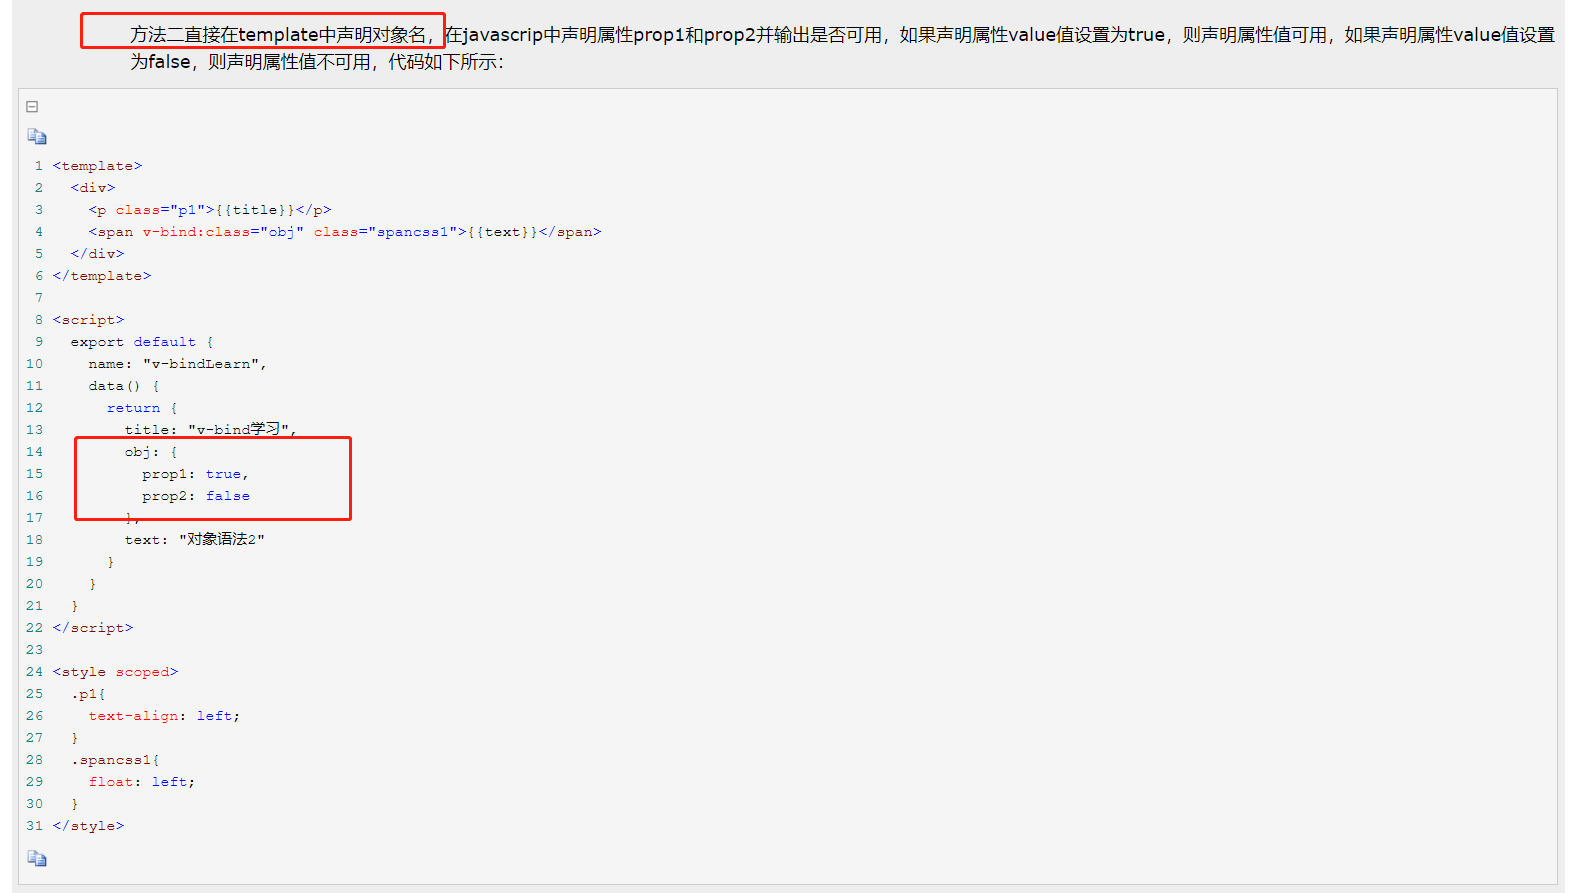 方法二直接在template中声明对象名，在javascrip中声明属性prop1和prop2并输出是否可用，如果声明属性value值设置为true，则声明属性值可用，如果声明属性value值设置
为false，则声明属性值不可用，代码如下所示：
1 <template>
2   <div>
3     <p class="p1">{{title}}</p>
4     <span v-bind:class="obj" class="spancss1">{{text}}</span>
5   </div>
6 </template>
7
8 <script>
9   export default {
10     name: "v-bindLearn",
11     data() {
12       return {
13         title: "v-bind学习",
14         obj: {
15           prop1: true,
16           prop2: false
17         },
18         text: "对象语法2"
19       }
20     }
21   }
22 </script>
23
24 <style scoped>
25   .p1{
26     text-align: left;
27   }
28   .spancss1{
29     float: left;
30   }
31 </style>